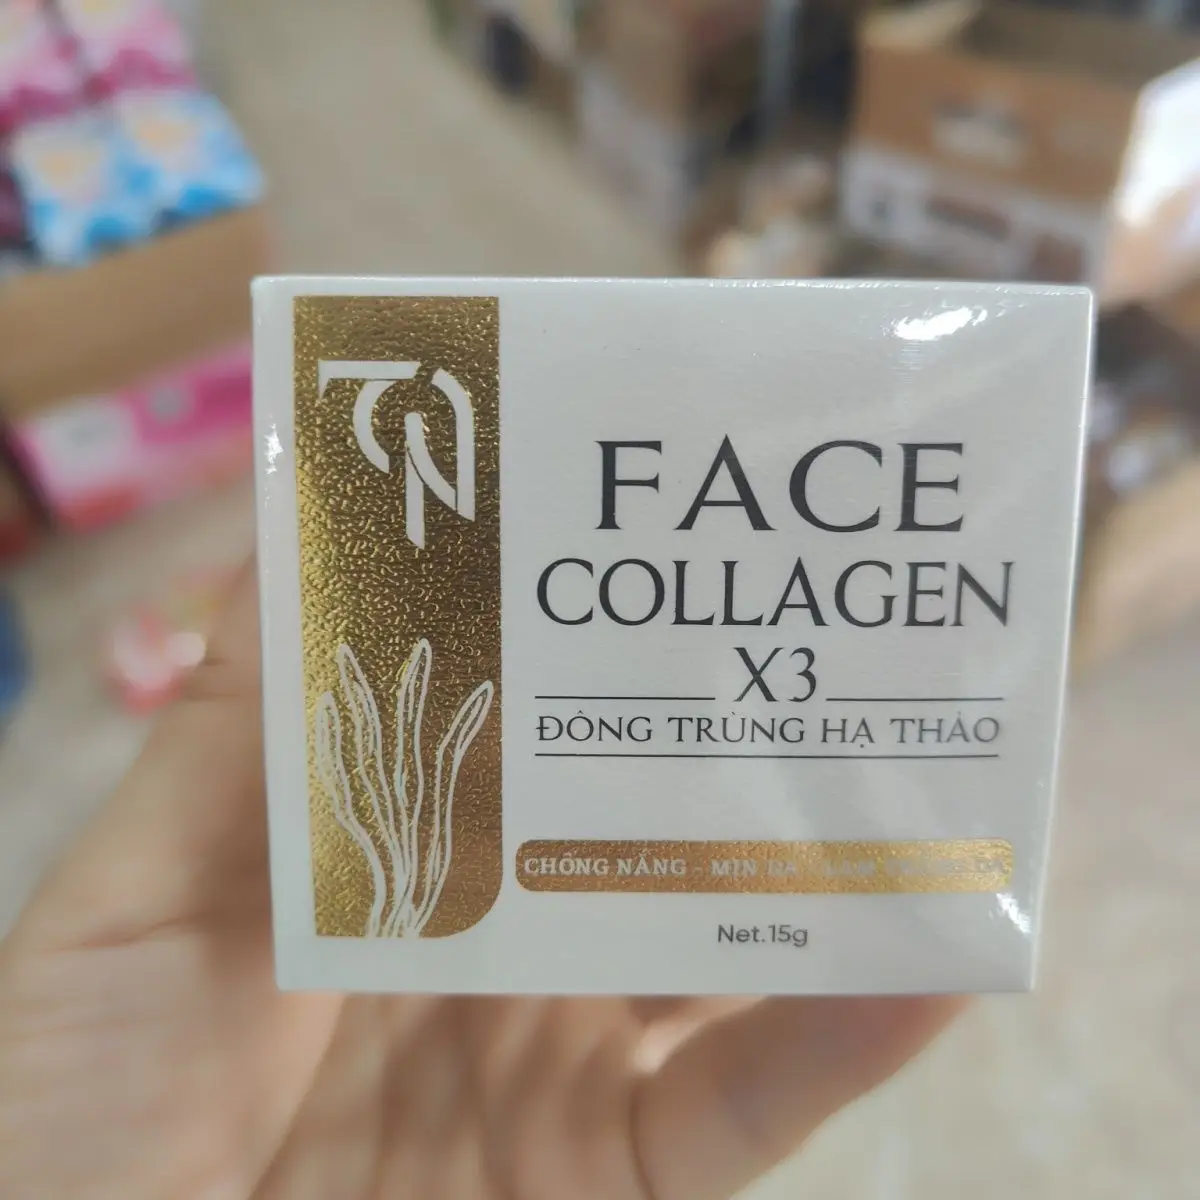 FACE
COLLAGEN
X3
ĐÔNG TRÙNG HẠ THẢO
CHỐNG NẮNG - MỊN DA
Net.15g